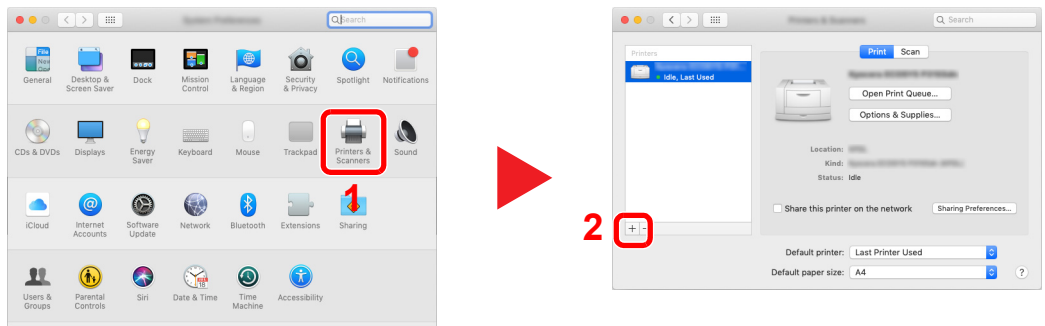 Search
General
Desktop & Screen Saver
Dock
Mission Control
Language & Region
Security & Privacy
Spotlight
Notifications
CDs & DVDs
Displays
Energy Saver
Keyboard
Mouse
Trackpad
Printers & Scanners
Sound
1
iCloud
Internet Accounts
Software Update
Network
Bluetooth
Extensions
Sharing
Users & Groups
Parental Controls
Siri
Date & Time
Time Machine
Accessibility
Printers & Scanners
Search
Printers
Idle, Last Used
Print Scan
Open Print Queue...
Options & Supplies...
Location:
Kind:
Status: Idle
Share this printer on the network Sharing Preferences...
2
+ -
Default printer: Last Printer Used
Default paper size: A4
?